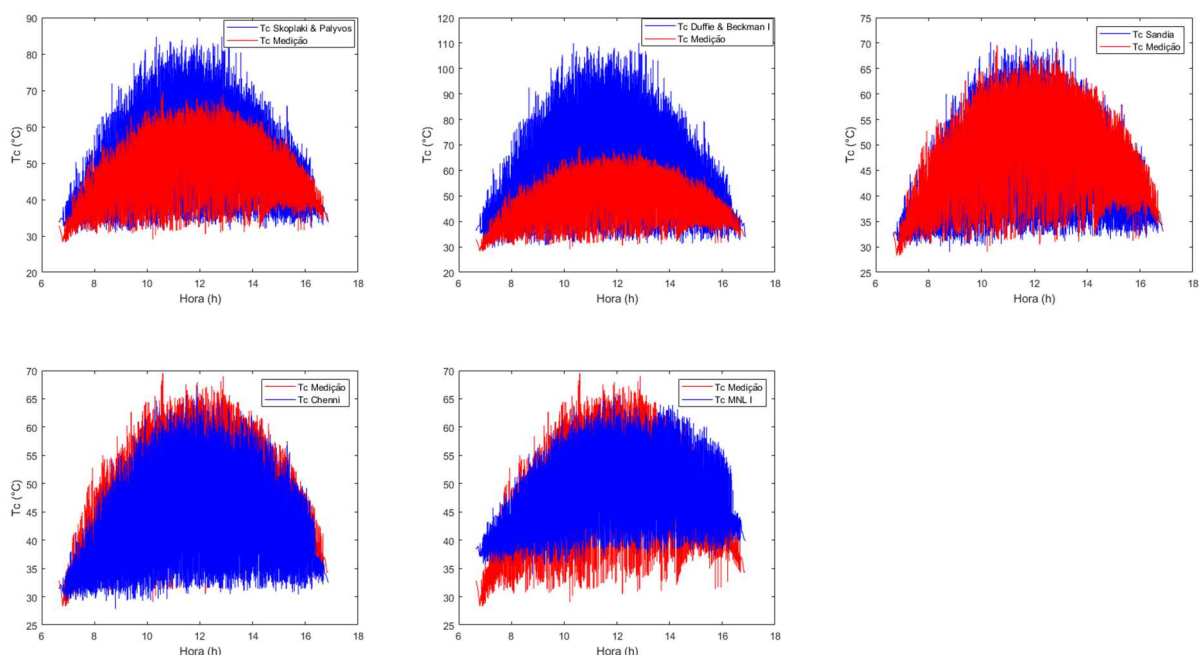 90
80
70
60
50
40
30
20
Tc (°C)
Tc Skoplaki & Palyvos
Tc Medição
6 8 10 12 14 16 18
Hora (h)
120
110
100
90
80
70
60
50
40
30
20
Tc (°C)
Tc Duffie & Beckman I
Tc Medição
6 8 10 12 14 16 18
Hora (h)
75
70
65
60
55
50
45
40
35
30
25
Tc (°C)
Tc Sandia
Tc Medição
6 8 10 12 14 16 18
Hora (h)
70
65
60
55
50
45
40
35
30
25
Tc (°C)
Tc Medição
Tc Chenni
6 8 10 12 14 16 18
Hora (h)
70
65
60
55
50
45
40
35
30
25
Tc (°C)
Tc Medição
Tc MNL I
6 8 10 12 14 16 18
Hora (h)